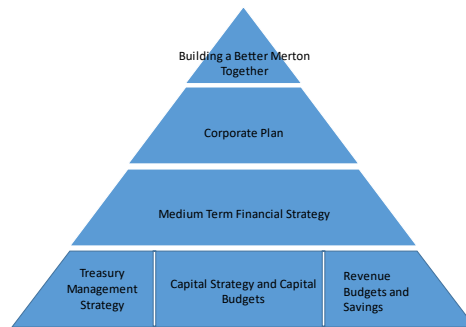 Building a Better Merton
Together
Corporate Plan
Medium Term Financial Strategy
Treasury
Management
Strategy
Capital Strategy and Capital
Budgets
Revenue
Budgets and
Savings